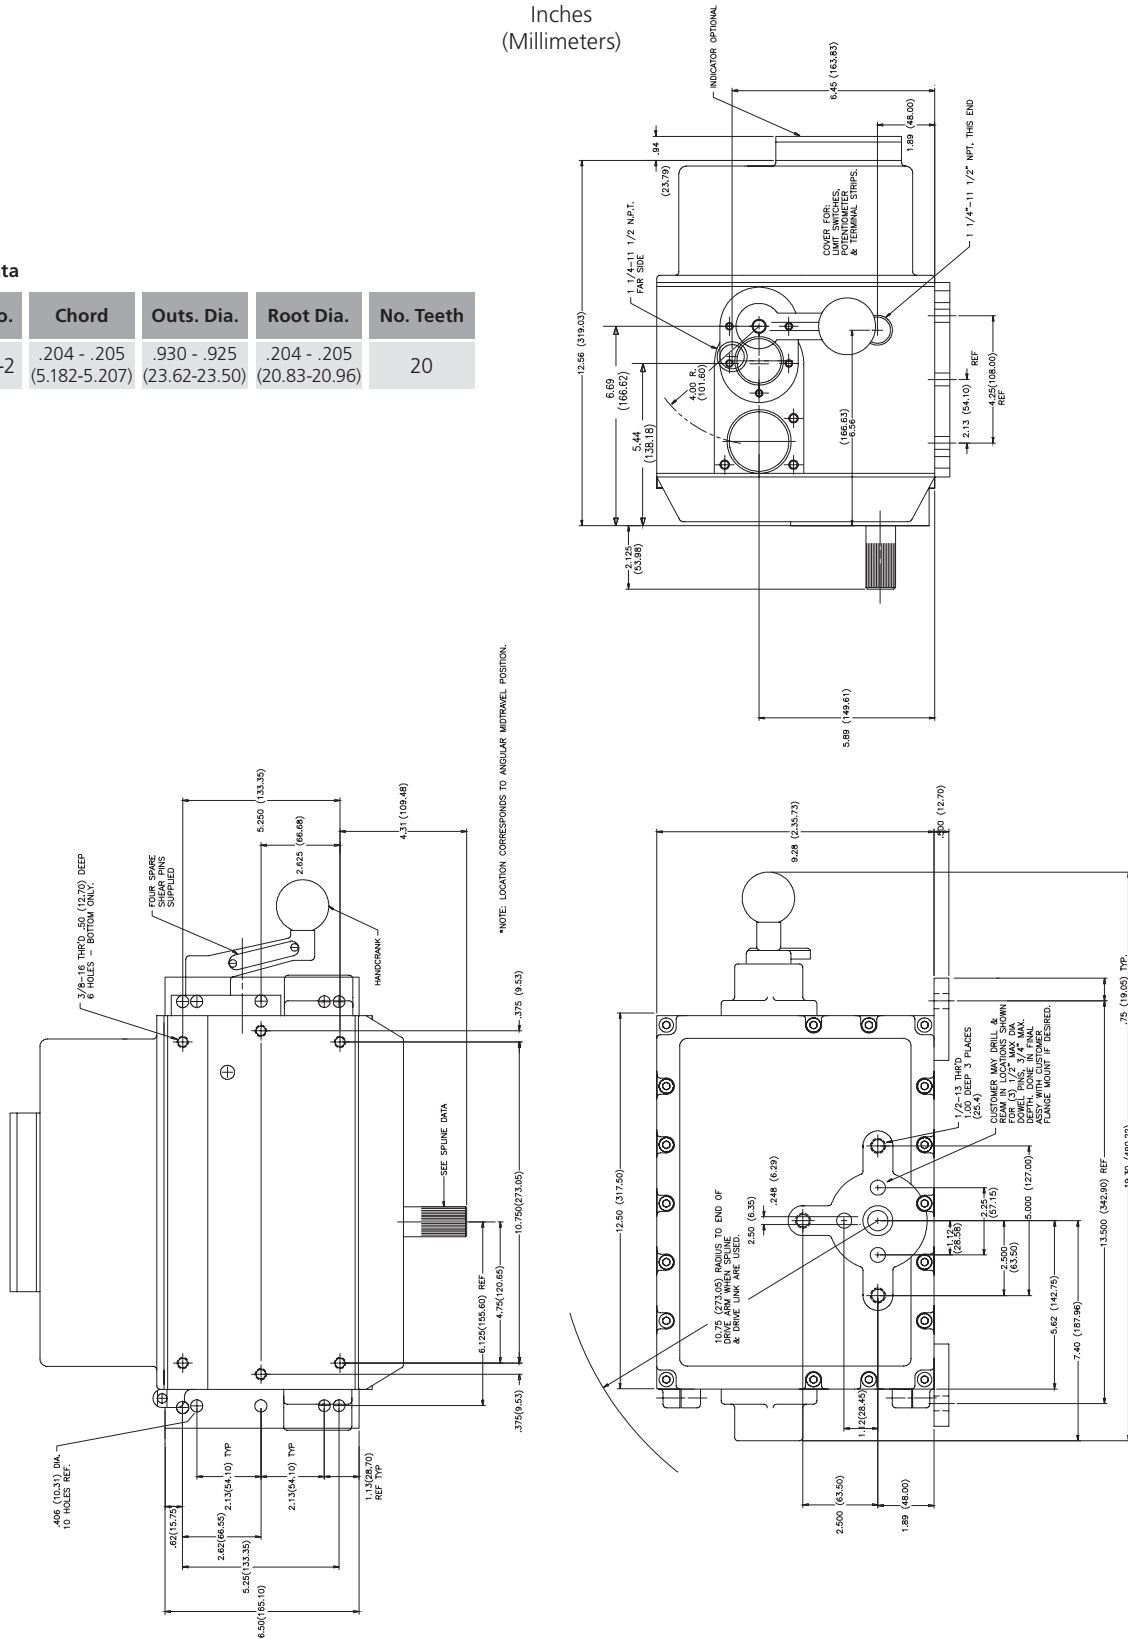 Inches
(Millimeters)
ta
o.
Chord
Outs. Dia.
Root Dia.
No. Teeth
-2
.204 - .205
(5.182-5.207)
.930 - .925
(23.62-23.50)
.204 - .205
(20.83-20.96)
20
INDICATOR OPTIONAL
6.45 (163.83)
1.89 (48.00)
.94
(23.79)
1 1/4"-11 1/2" NPT, THIS END
COVER FOR:
LIMIT SWITCHES,
POTENTIOMETER
& TERMINAL STRIPS.
1 1/4-11 1/2 N.P.T.
FAR SIDE
12.56 (319.03)
6.69
(166.62)
4.00 R.
(101.60)
5.44
(138.18)
(166.63)
6.56
2.13 (54.10)
REF
4.25(108.00)
REF
2.125
(53.98)
5.89 (149.61)
*NOTE: LOCATION CORRESPONDS TO ANGULAR MIDTRAVEL POSITION.
3/8-16 THR'D .50 (12.70) DEEP
6 HOLES - BOTTOM ONLY.
FOUR SPARE
SHEAR PINS
SUPPLIED
5.250 (133.35)
2.625 (66.68)
4.31 (109.48)
HANDCRANK
.375 (9.53)
SEE SPLINE DATA
10.750(273.05)
6.125(155.60) REF
4.75(120.65)
.375(9.53)
.406 (10.31) DIA.
10 HOLES REF.
.62(15.75)
2.13(54.10) TYP
2.13(54.10) TYP
1.13(28.70)
REF TYP
2.62(66.55)
5.25(133.35)
6.50(165.10)
9.28 (2.35.73)
.500 (12.70)
12.50 (317.50)
.75 (19.05) TYP.
1/2-13 THR'D
1.00 DEEP 3 PLACES
(25.4)
CUSTOMER MAY DRILL &
REAM IN LOCATIONS SHOWN
FOR (3) 1/2" MAX DIA
DOWEL PINS, 3/4" MAX.
DEPTH. DONE IN FINAL
ASSY WITH CUSTOMER
FLANGE MOUNT IF DESIRED.
.248 (6.29)
2.50 (6.35)
10.75 (273.05) RADIUS TO END OF
DRIVE ARM WHEN SPLINE
& DRIVE LINK ARE USED.
1.12
(28.58)
2.25
(57.15)
2.500
(63.50)
5.000 (127.00)
5.62 (142.75)
7.40 (187.96)
13.500 (342.90) REF
1.12(28.45)
2.500 (63.50)
1.89 (48.00)